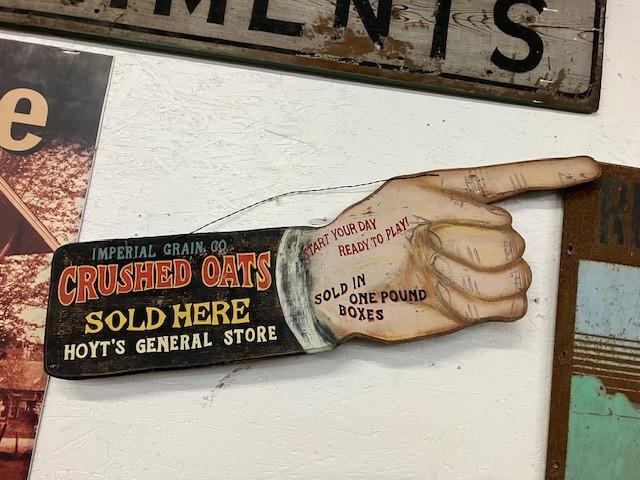 MENTS
e
IMPERIAL GRAIN CO.
CRUSHED OATS
SOLD HERE
HOYT'S GENERAL STORE
START YOUR DAY
READY TO PLAY!
SOLD IN
ONE POUND
BOXES